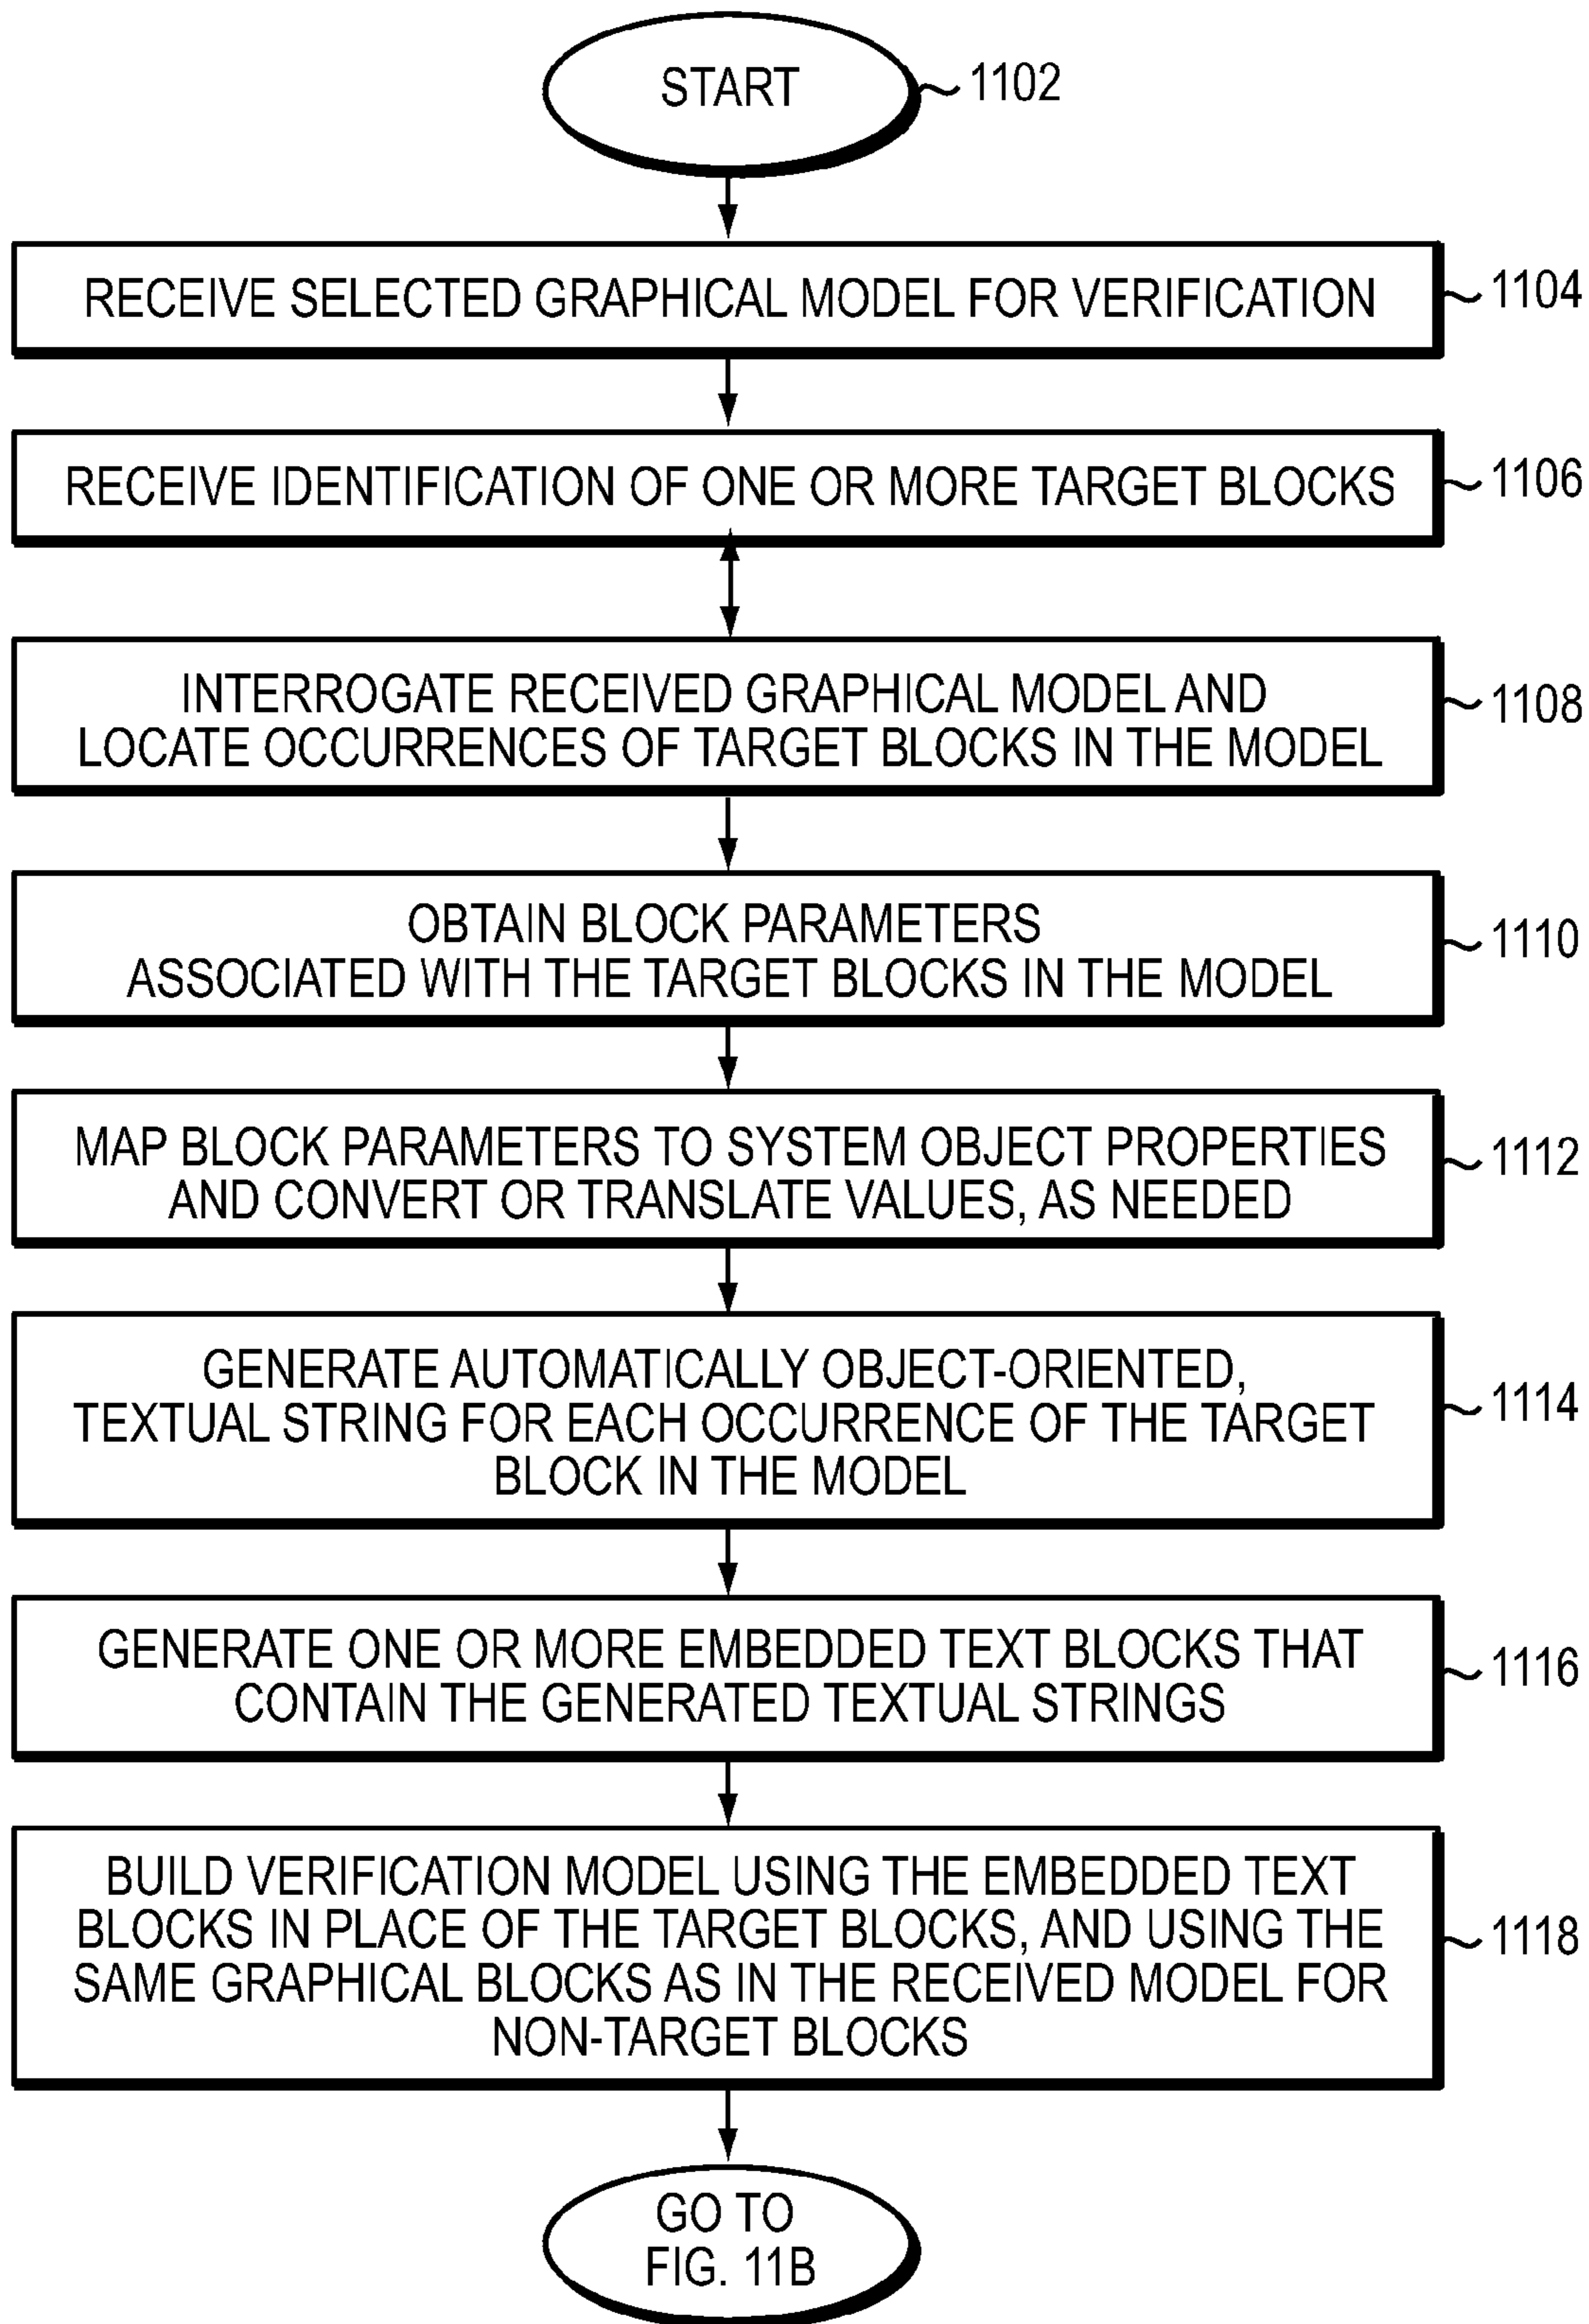 START
1102
RECEIVE SELECTED GRAPHICAL MODEL FOR VERIFICATION
1104
RECEIVE IDENTIFICATION OF ONE OR MORE TARGET BLOCKS
1106
INTERROGATE RECEIVED GRAPHICAL MODEL AND
LOCATE OCCURRENCES OF TARGET BLOCKS IN THE MODEL
1108
OBTAIN BLOCK PARAMETERS
ASSOCIATED WITH THE TARGET BLOCKS IN THE MODEL
1110
MAP BLOCK PARAMETERS TO SYSTEM OBJECT PROPERTIES
AND CONVERT OR TRANSLATE VALUES, AS NEEDED
1112
GENERATE AUTOMATICALLY OBJECT-ORIENTED,
TEXTUAL STRING FOR EACH OCCURRENCE OF THE TARGET
BLOCK IN THE MODEL
1114
GENERATE ONE OR MORE EMBEDDED TEXT BLOCKS THAT
CONTAIN THE GENERATED TEXTUAL STRINGS
1116
BUILD VERIFICATION MODEL USING THE EMBEDDED TEXT
BLOCKS IN PLACE OF THE TARGET BLOCKS, AND USING THE
SAME GRAPHICAL BLOCKS AS IN THE RECEIVED MODEL FOR
NON-TARGET BLOCKS
1118
GO TO
FIG. 11B